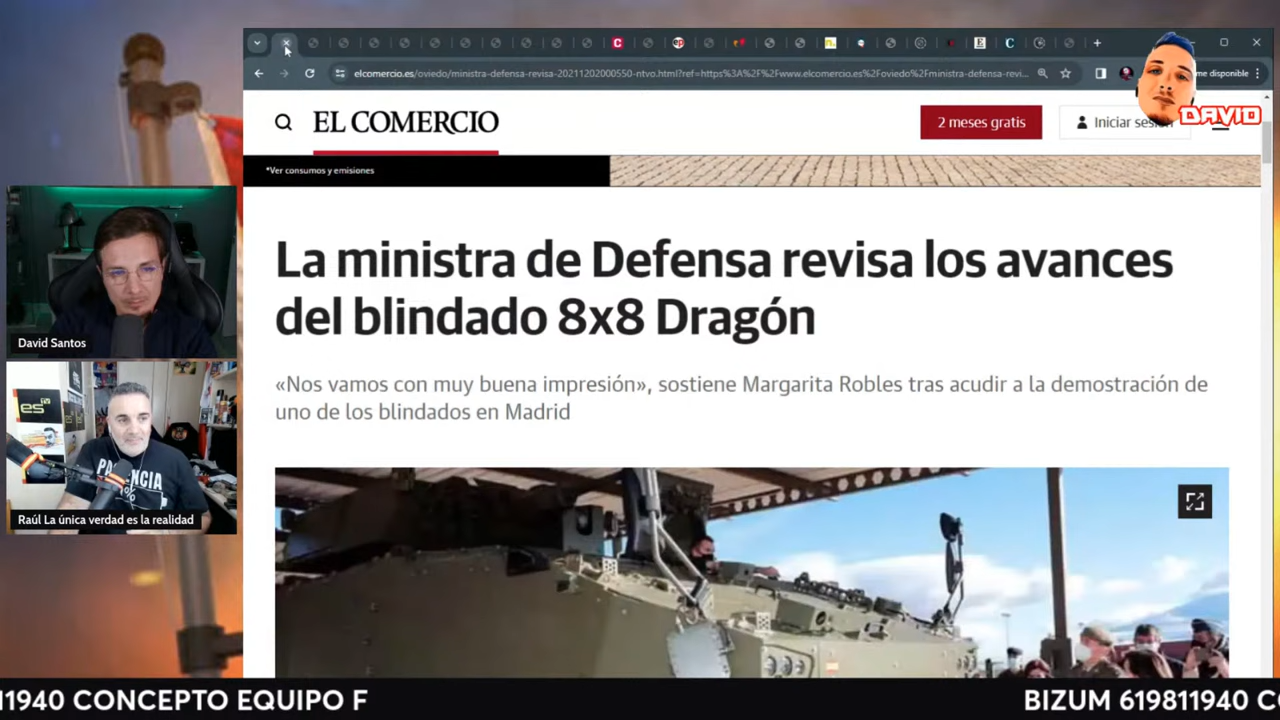 elcomercio.es/oviedo/ministra-defensa-revisa-20211202000550-ntvo.html?ref=https%3A%2F%2Fwww.elcomercio.es%2Foviedo%2Fministra-defensa-revi...
me disponible
DAVID
EL COMERCIO
2 meses gratis
Iniciar sesión
*Ver consumos y emisiones
La ministra de Defensa revisa los avances
del blindado 8x8 Dragón
«Nos vamos con muy buena impresión», sostiene Margarita Robles tras acudir a la demostración de
uno de los blindados en Madrid
David Santos
es
Raúl La única verdad es la realidad
11940 CONCEPTO EQUIPO F
BIZUM 619811940 CO